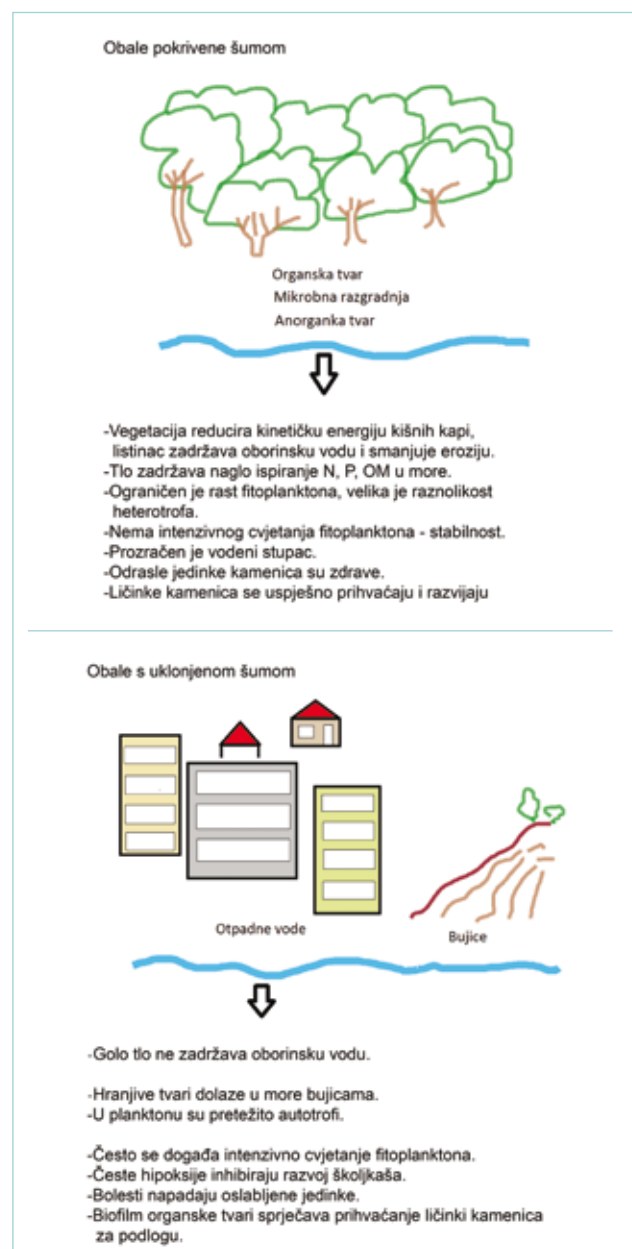 Obale pokrivene šumom
Organska tvar
Mikrobna razgradnja
Anorganka tvar
-Vegetacija reducira kinetičku energiju kišnih kapi,
listinac zadržava oborinsku vodu i smanjuje eroziju.
-Tlo zadržava naglo ispiranje N, P, OM u more.
-Ograničen je rast fitoplanktona, velika je raznolikost
heterotrofa.
-Nema intenzivnog cvjetanja fitoplanktona - stabilnost.
-Prozračen je vodeni stupac.
-Odrasle jedinke kamenica su zdrave.
-Ličinke kamenica se uspješno prihvaćaju i razvijaju
Obale s uklonjenom šumom
Otpadne vode
Bujice
-Golo tlo ne zadržava oborinsku vodu.
-Hranjive tvari dolaze u more bujicama.
-U planktonu su pretežito autotrofi.
-Često se događa intenzivno cvjetanje fitoplanktona.
-Česte hipoksije inhibiraju razvoj školjkaša.
-Bolesti napadaju oslabljene jedinke.
-Biofilm organske tvari sprječava prihvaćanje ličinki kamenica
za podlogu.